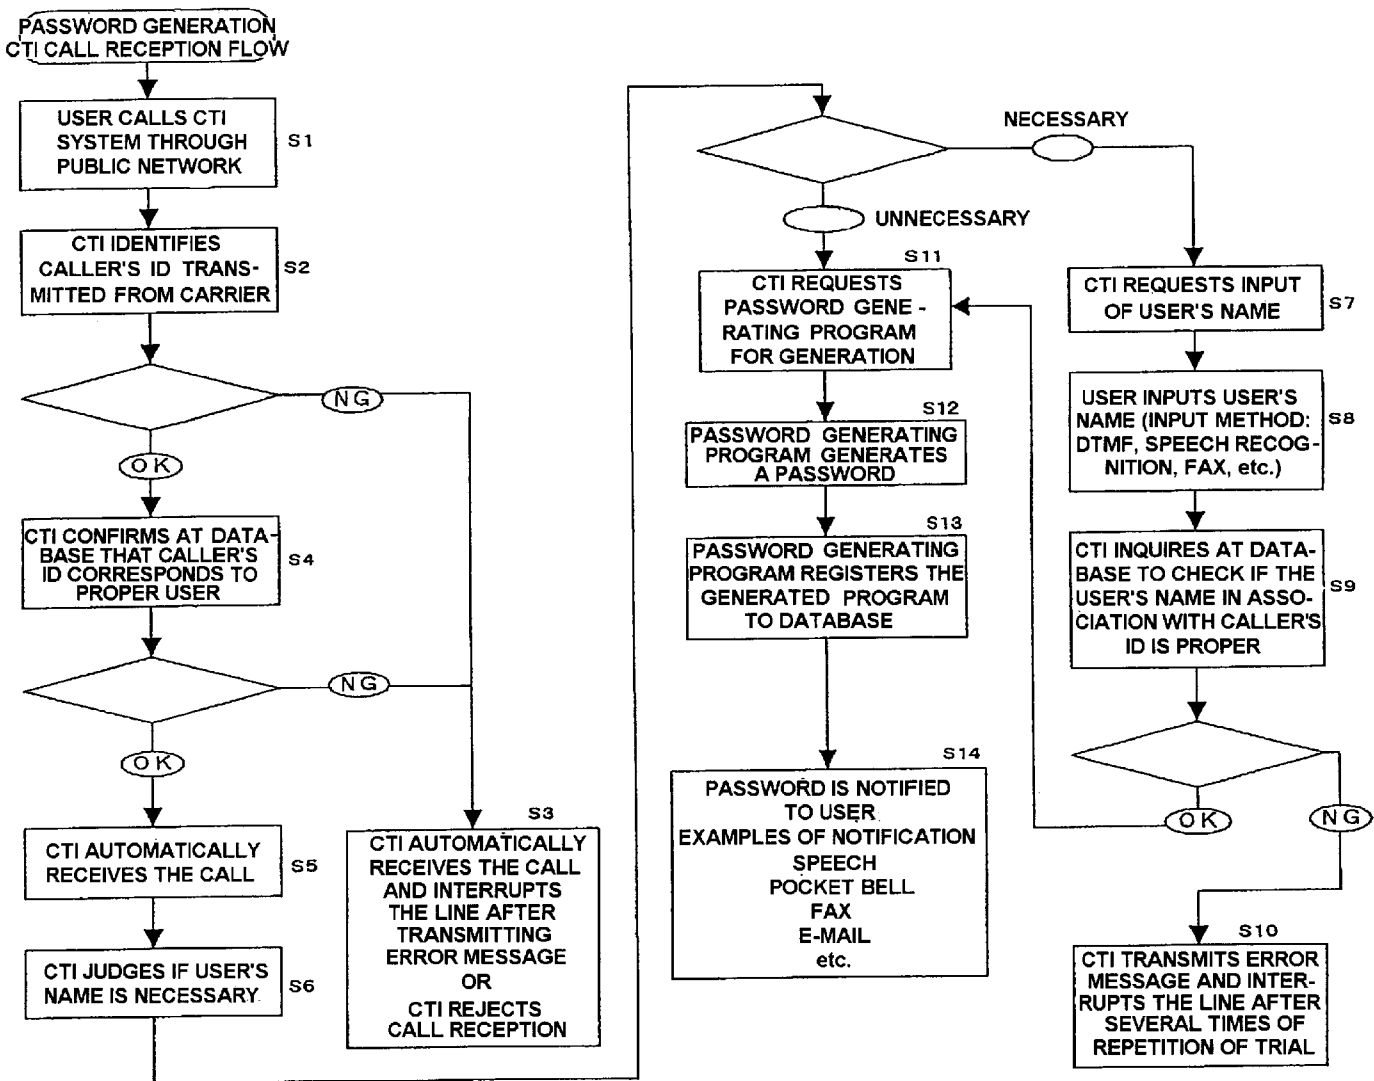 PASSWORD GENERATION
CTI CALL RECEPTION FLOW
USER CALLS CTI
SYSTEM THROUGH
PUBLIC NETWORK
S1
CTI IDENTIFIES
CALLER'S ID TRANS-
MITTED FROM CARRIER
S2
NG
OK
CTI CONFIRMS AT DATA-
BASE THAT CALLER'S
ID CORRESPONDS TO
PROPER USER
S4
NG
OK
S3
CTI AUTOMATICALLY
RECEIVES THE CALL
AND INTERRUPTS
THE LINE AFTER
TRANSMITTING
ERROR MESSAGE
OR
CTI REJECTS
CALL RECEPTION
CTI AUTOMATICALLY
RECEIVES THE CALL
S5
CTI JUDGES IF USER'S
NAME IS NECESSARY
S6
NECESSARY
UNNECESSARY
S11
CTI REQUESTS
PASSWORD GENE -
RATING PROGRAM
FOR GENERATION
S12
PASSWORD GENERATING
PROGRAM GENERATES
A PASSWORD
S13
PASSWORD GENERATING
PROGRAM REGISTERS THE
GENERATED PROGRAM
TO DATABASE
S14
PASSWORD IS NOTIFIED
TO USER
EXAMPLES OF NOTIFICATION
SPEECH
POCKET BELL
FAX
E-MAIL
etc.
CTI REQUESTS INPUT
OF USER'S NAME
S7
USER INPUTS USER'S
NAME (INPUT METHOD:
DTMF, SPEECH RECOG-
NITION, FAX, etc.)
S8
CTI INQUIRES AT DATA-
BASE TO CHECK IF THE
USER'S NAME IN ASSO-
CIATION WITH CALLER'S
ID IS PROPER
S9
OK
NG
S10
CTI TRANSMITS ERROR
MESSAGE AND INTER-
RUPTS THE LINE AFTER
SEVERAL TIMES OF
REPETITION OF TRIAL